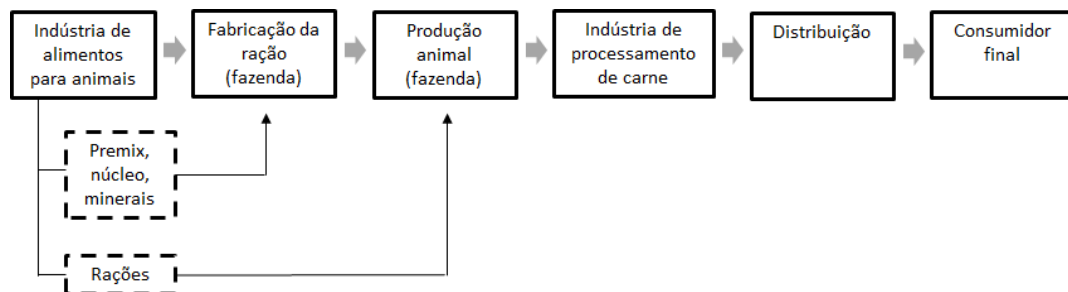 Indústria de
alimentos
para animais
Fabricação da
ração
(fazenda)
Produção
animal
(fazenda)
Indústria de
processamento
de carne
Distribuição
Consumidor
final
Premix,
núcleo,
minerais
Rações